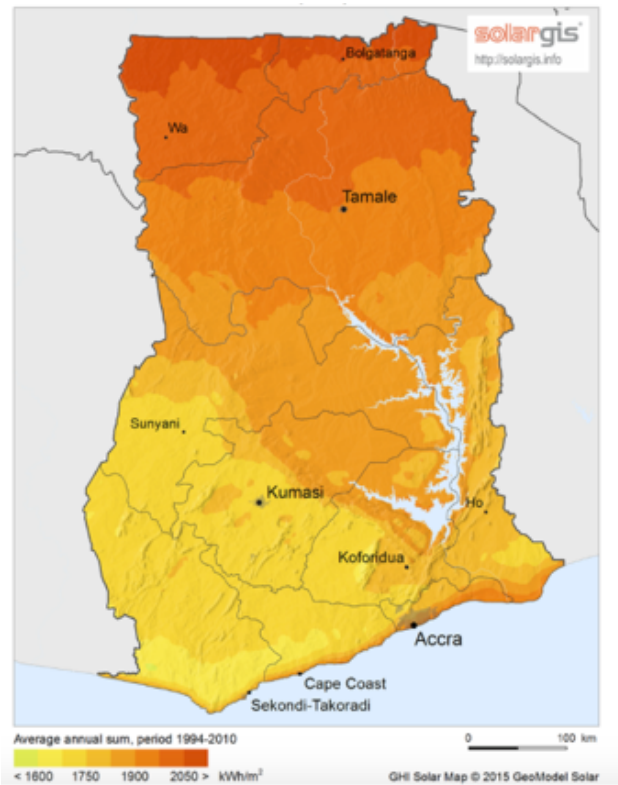 solargis
http://solargis.info
Bolgatanga
Wa
Tamale
Sunyani
Kumasi
Ho
Koforidua
Accra
Cape Coast
Sekondi-Takoradi
Average annual sum, period 1994-2010
0 100 km
< 1600 1750 1900 2050 > kWh/m²
GHI Solar Map © 2015 GeoModel Solar